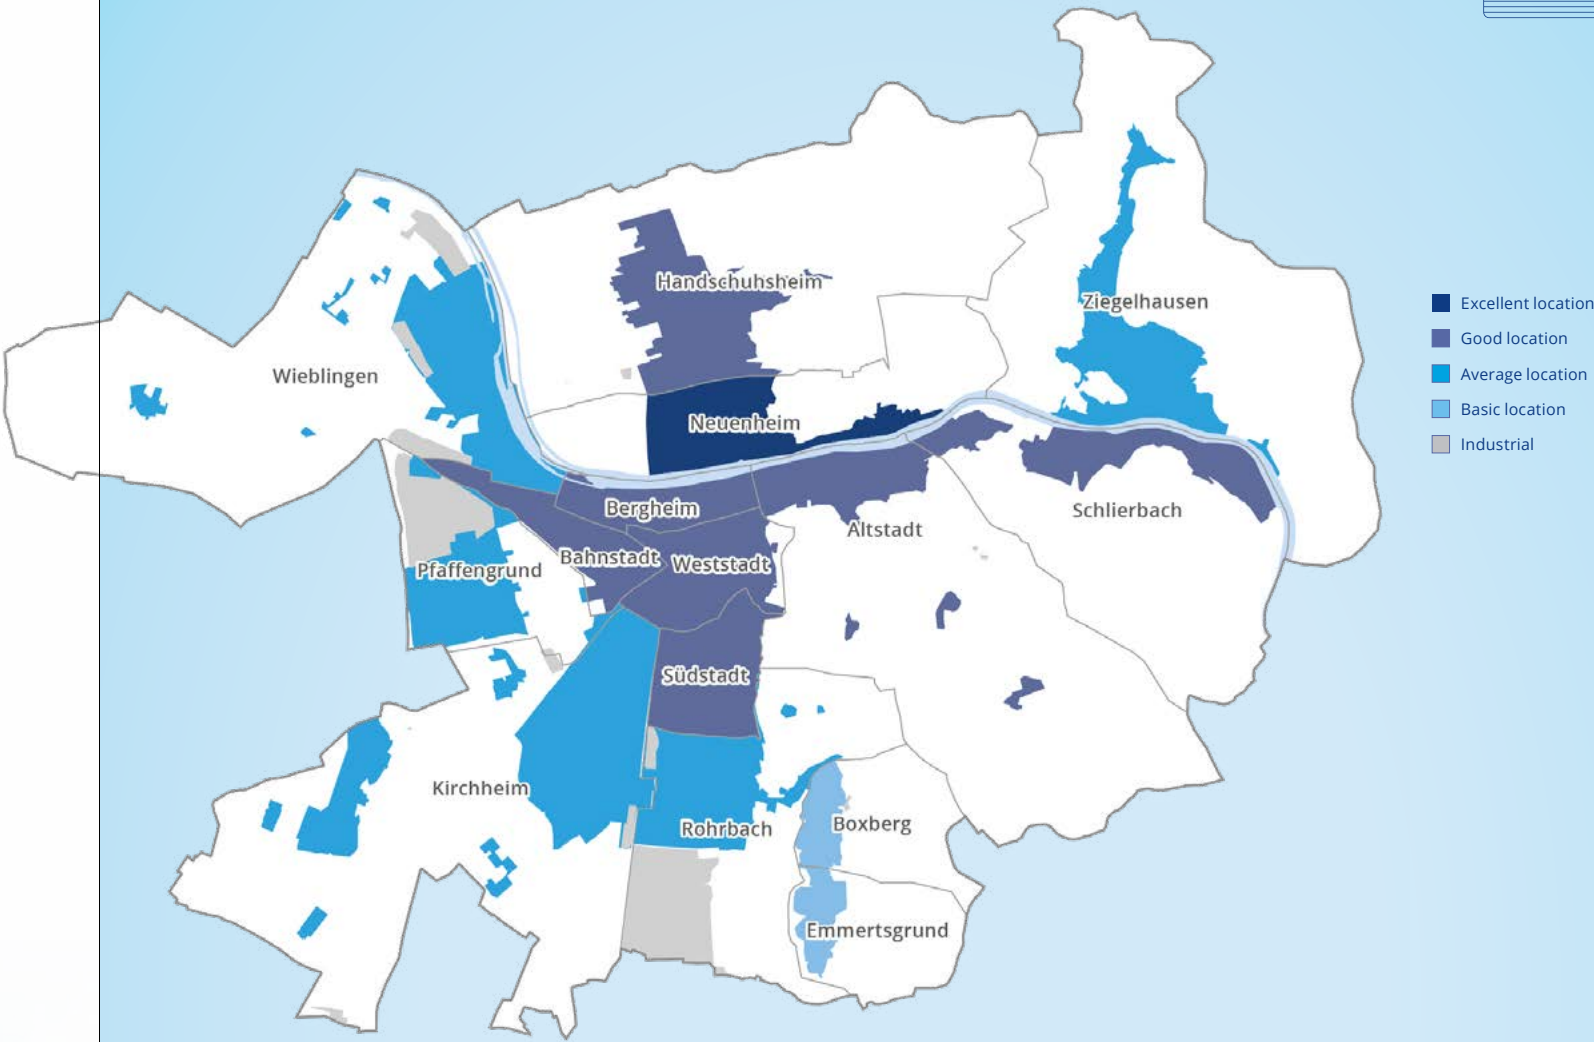 Handschuhsheim
Ziegelhausen
Wieblingen
Neuenheim
Bergheim
Schlierbach
Altstadt
Bahnstadt
Weststadt
Pfaffengrund
Südstadt
Kirchheim
Rohrbach
Boxberg
Emmertsgrund
Excellent location
Good location
Average location
Basic location
Industrial